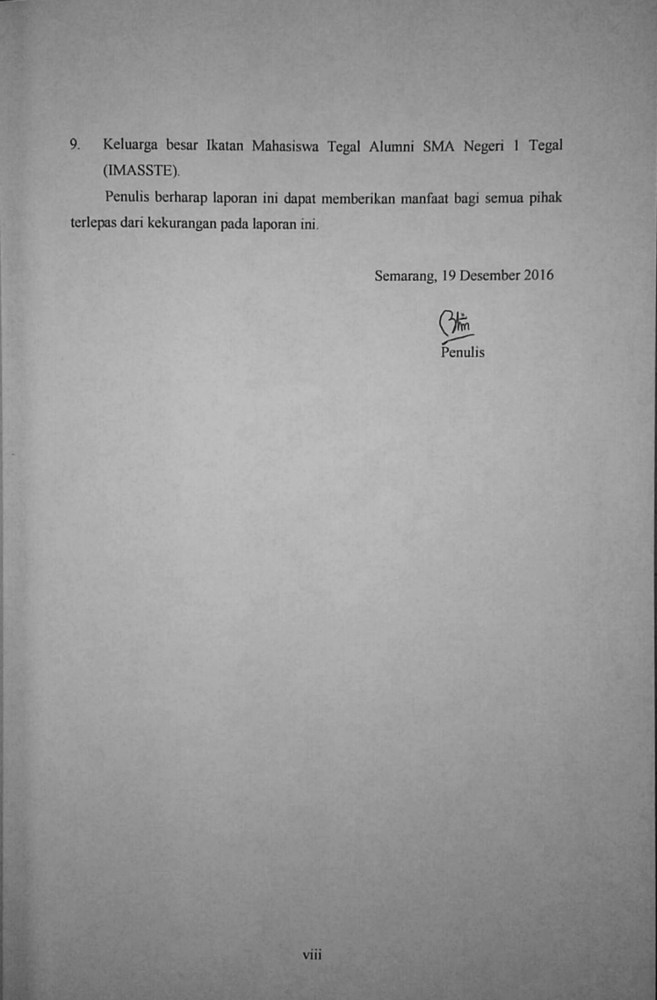 9. Keluarga besar Ikatan Mahasiswa Tegal Alumni SMA Negeri 1 Tegal
(IMASSTE).
Penulis berharap laporan ini dapat memberikan manfaat bagi semua pihak
terlepas dari kekurangan pada laporan ini.
Semarang, 19 Desember 2016
Penulis
viii